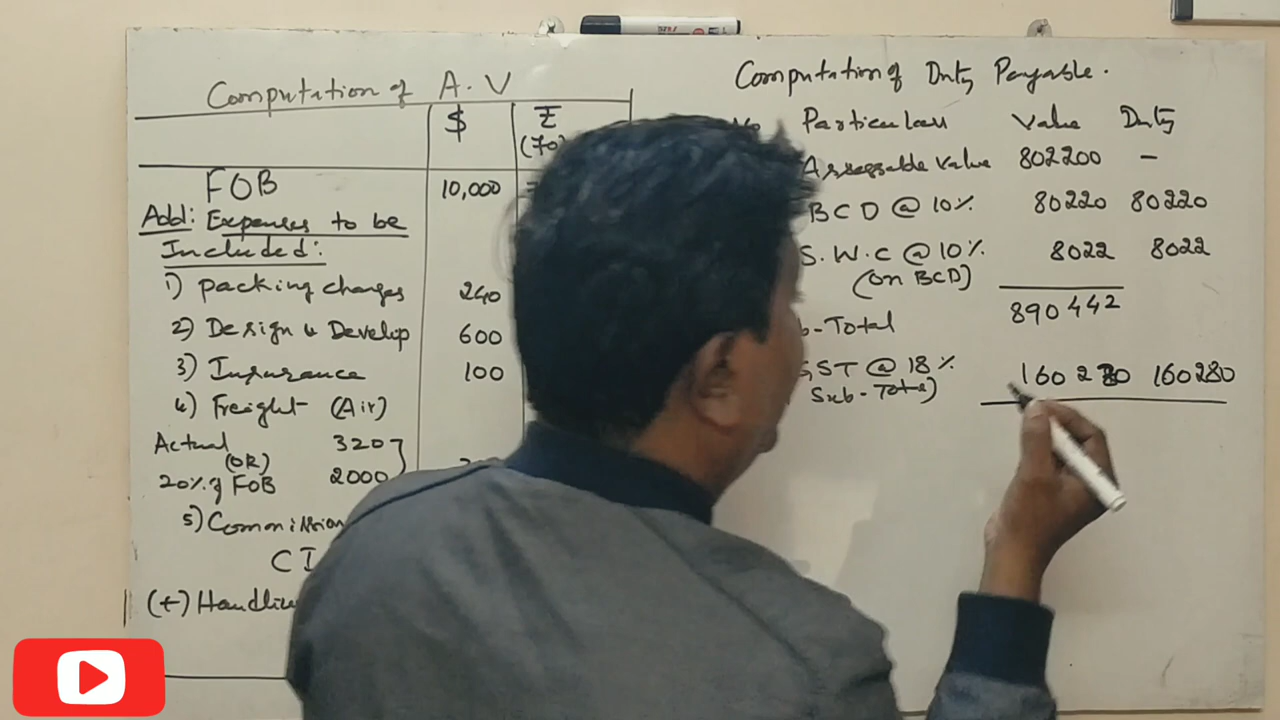 Computation of A.V
$ ₹
(70)
FOB 10,000
Add: Expenses to be
Included:
1) Packing charges 240
2) Design & Develop 600
3) Insurance 100
4) Freight (Air)
Actual 320
(OR)
20% of FOB 2000
5) Commission
CI
(+) Handlin
Computation of Duty Payable.
Particulars Value Duty
Assessable value 802200 —
BCD @ 10% 80220 80220
S.W.C @ 10% 8022 8022
(on BCD)
-Total 890442
GST @ 18% 160280 160280
Sub-Total)